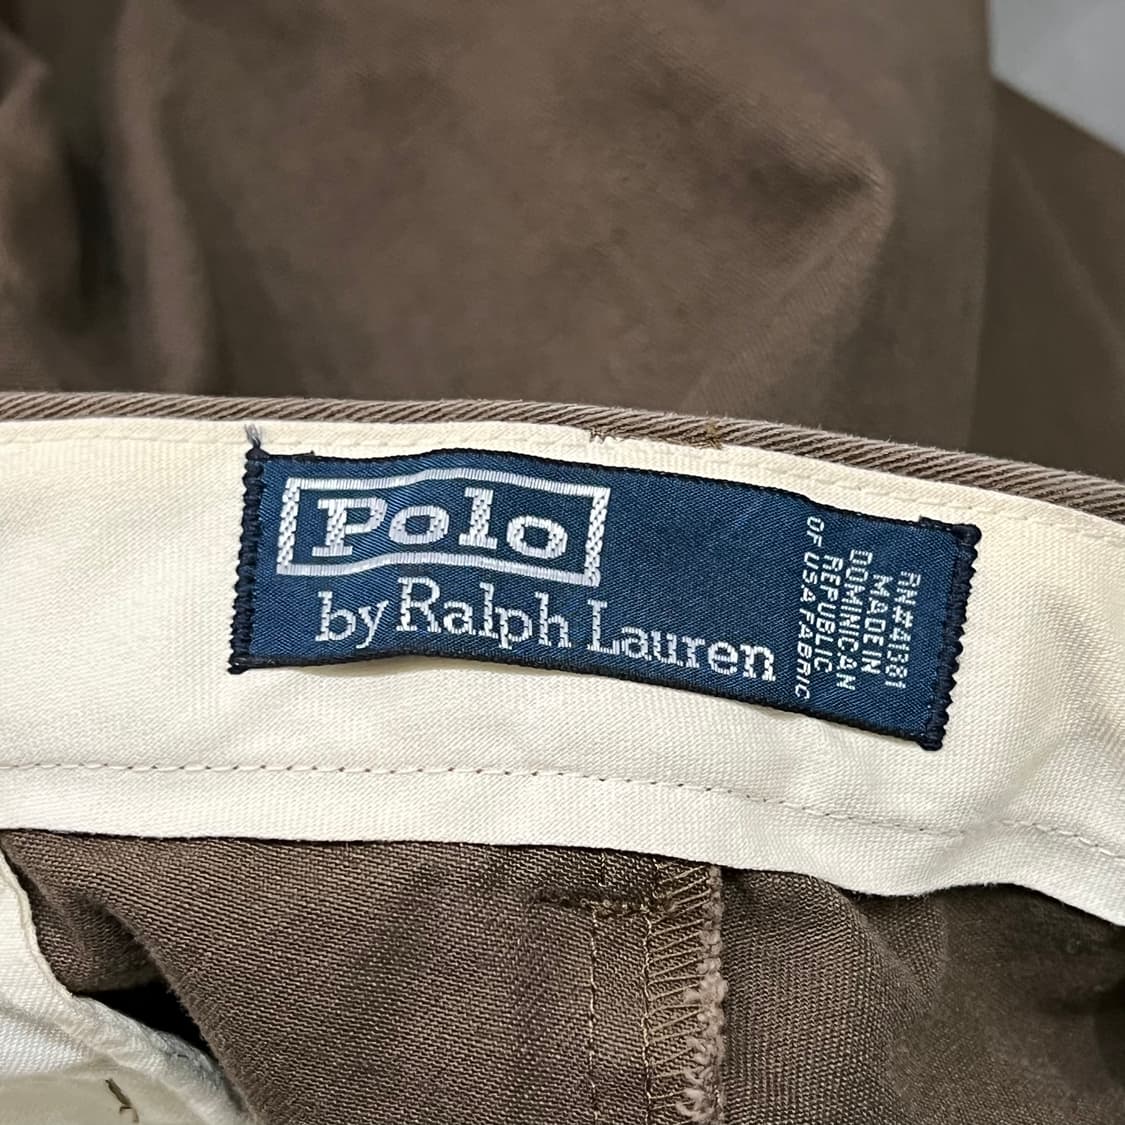 Polo
by Ralph Lauren
RN#41381
MADE IN
DOMINICAN
REPUBLIC
OF USA FABRIC